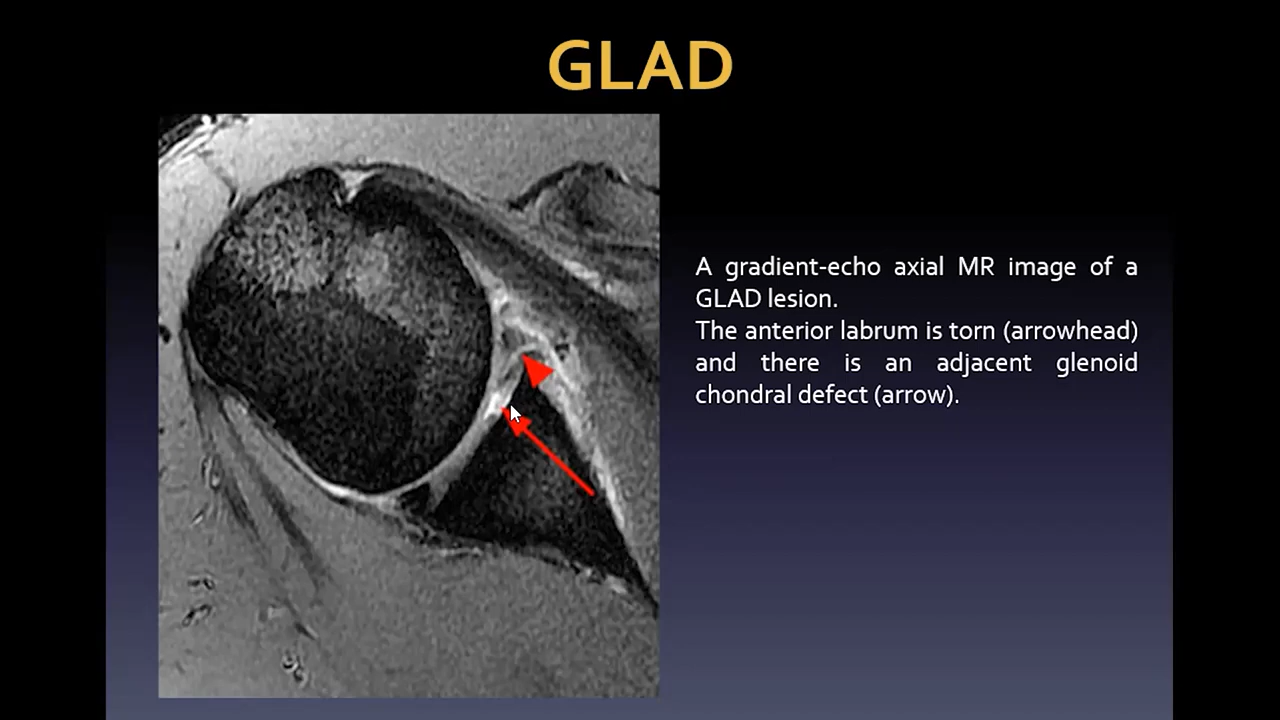 GLAD
A gradient-echo axial MR image of a
GLAD lesion.
The anterior labrum is torn (arrowhead)
and there is an adjacent glenoid
chondral defect (arrow).